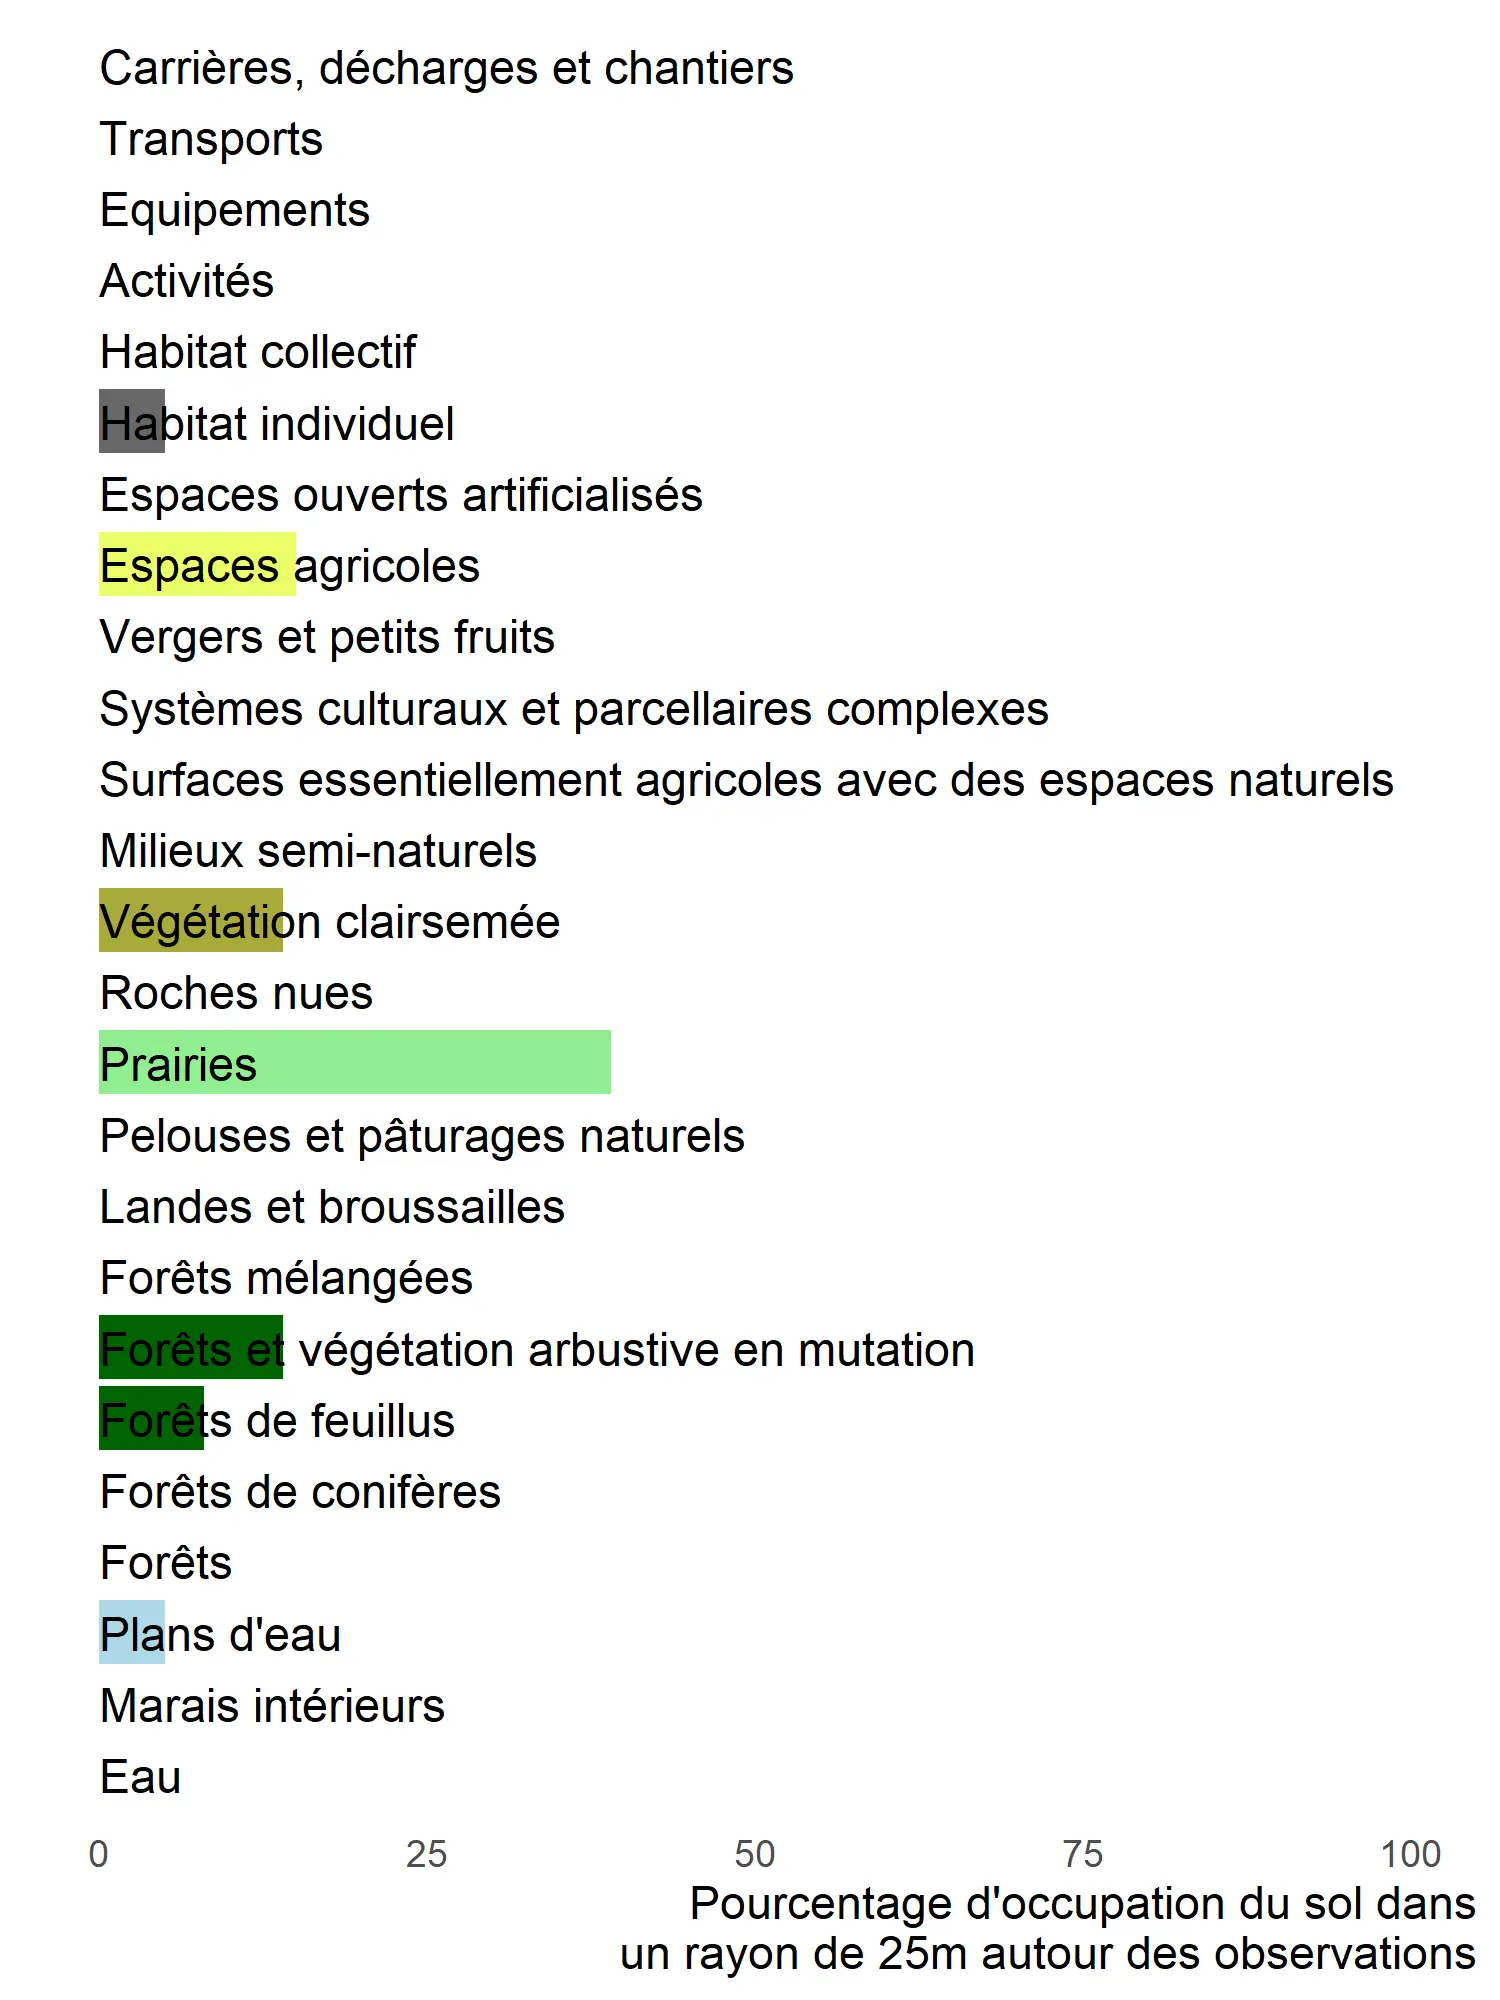 Carrières, décharges et chantiers
Transports
Equipements
Activités
Habitat collectif
Habitat individuel
Espaces ouverts artificialisés
Espaces agricoles
Vergers et petits fruits
Systèmes culturaux et parcellaires complexes
Surfaces essentiellement agricoles avec des espaces naturels
Milieux semi-naturels
Végétation clairsemée
Roches nues
Prairies
Pelouses et pâturages naturels
Landes et broussailles
Forêts mélangées
Forêts et végétation arbustive en mutation
Forêts de feuillus
Forêts de conifères
Forêts
Plans d'eau
Marais intérieurs
Eau
0 25 50 75 100
Pourcentage d'occupation du sol dans
un rayon de 25m autour des observations